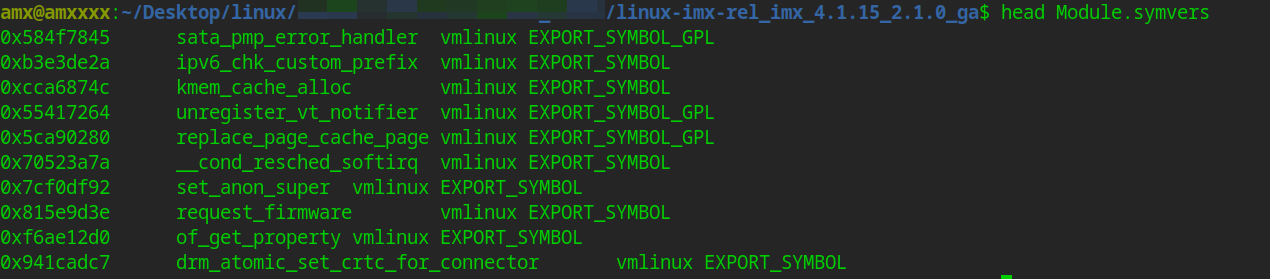 amx@amxxxx:~/Desktop/linux/ /linux-imx-rel_imx_4.1.15_2.1.0_ga$ head Module.symvers
0x584f7845 sata_pmp_error_handler vmlinux EXPORT_SYMBOL_GPL
0xb3e3de2a ipv6_chk_custom_prefix vmlinux EXPORT_SYMBOL
0xcca6874c kmem_cache_alloc vmlinux EXPORT_SYMBOL
0x55417264 unregister_vt_notifier vmlinux EXPORT_SYMBOL_GPL
0x5ca90280 replace_page_cache_page vmlinux EXPORT_SYMBOL_GPL
0x70523a7a __cond_resched_softirq vmlinux EXPORT_SYMBOL
0x7cf0df92 set_anon_super vmlinux EXPORT_SYMBOL
0x815e9d3e request_firmware vmlinux EXPORT_SYMBOL
0xf6ae12d0 of_get_property vmlinux EXPORT_SYMBOL
0x941cadc7 drm_atomic_set_crtc_for_connector vmlinux EXPORT_SYMBOL